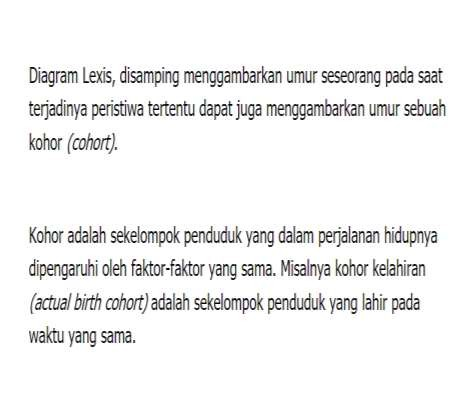 Diagram Lexis, disamping menggambarkan umur seseorang pada saat
terjadinya peristiwa tertentu dapat juga menggambarkan umur sebuah
kohor (cohort).
Kohor adalah sekelompok penduduk yang dalam perjalanan hidupnya
dipengaruhi oleh faktor-faktor yang sama. Misalnya kohor kelahiran
(actual birth cohort) adalah sekelompok penduduk yang lahir pada
waktu yang sama.